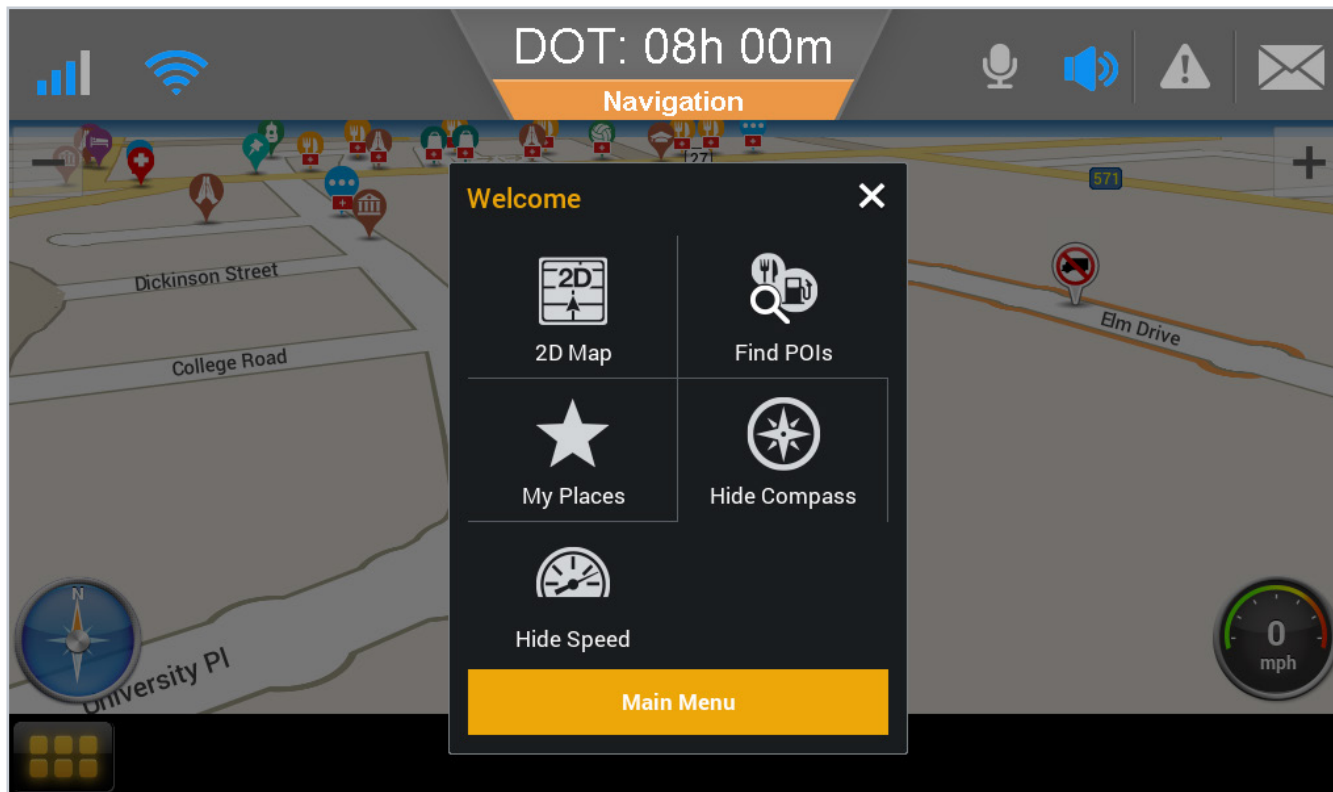 DOT: 08h 00m
Navigation
27
571
Welcome
2D
2D Map
Find POIs
Dickinson Street
Elm Drive
College Road
My Places
Hide Compass
N
Hide Speed
0
mph
University Pl
Main Menu